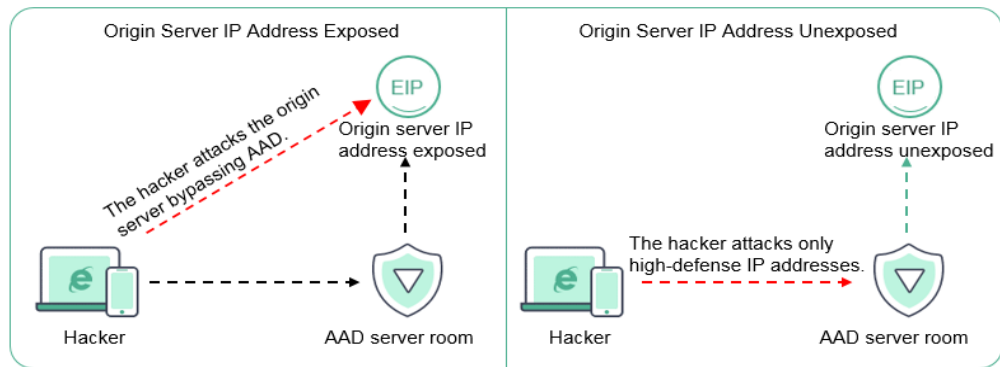 Origin Server IP Address Exposed
EIP
Origin server IP
address exposed
The hacker attacks the origin
server bypassing AAD.
Hacker
AAD server room
Origin Server IP Address Unexposed
EIP
Origin server IP
address unexposed
The hacker attacks only
high-defense IP addresses.
Hacker
AAD server room